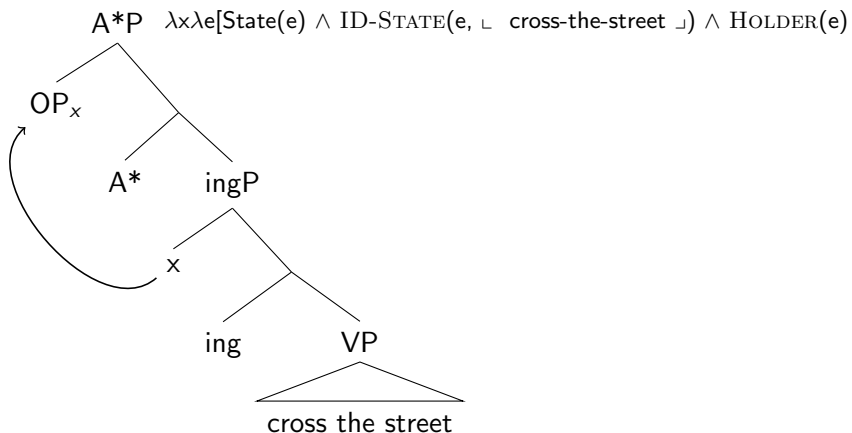 A*P λxλe[State(e) ∧ ID-STATE(e, ⌞ cross-the-street ⌟) ∧ HOLDER(e)
OPₓ
A* ingP
x
ing VP
cross the street